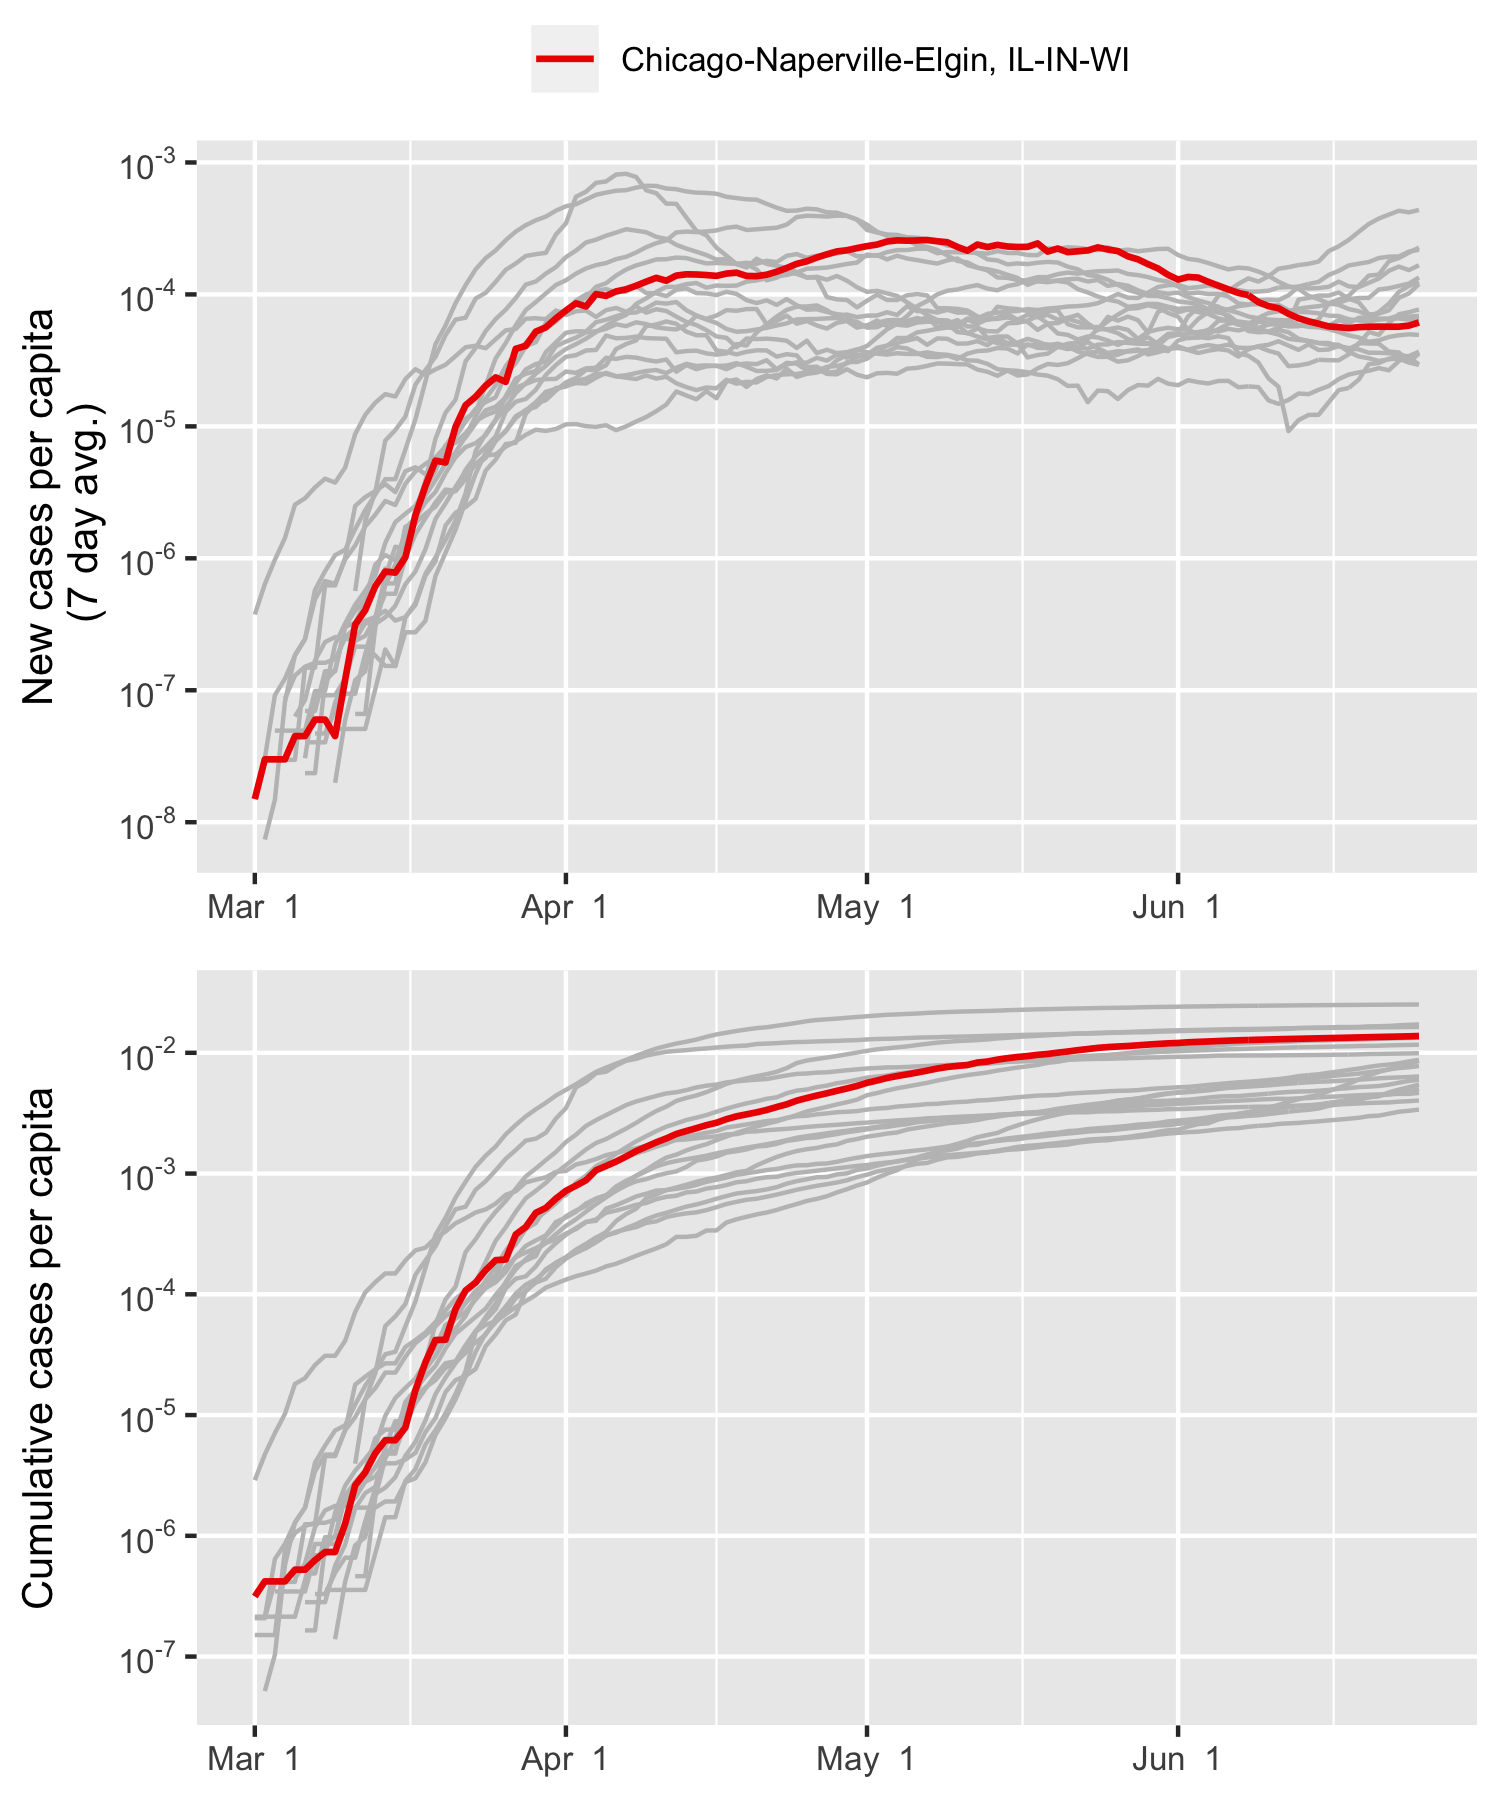 Chicago-Naperville-Elgin, IL-IN-WI
New cases per capita
(7 day avg.)
10-3
10-4
10-5
10-6
10-7
10-8
Mar 1 Apr 1 May 1 Jun 1
Cumulative cases per capita
10-2
10-3
10-4
10-5
10-6
10-7
Mar 1 Apr 1 May 1 Jun 1